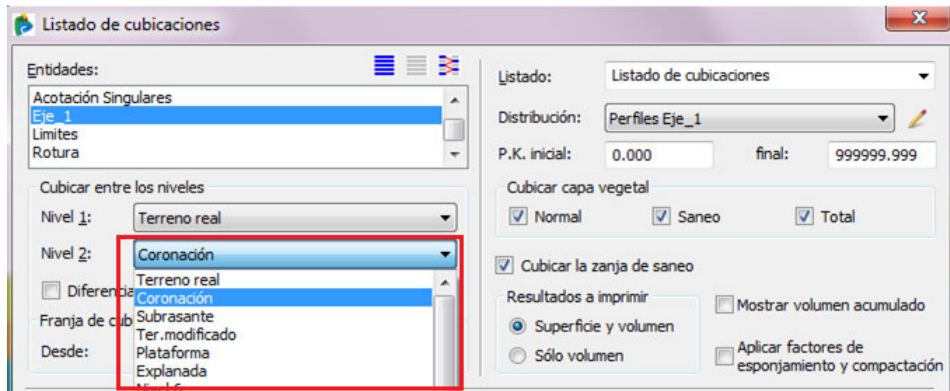 Listado de cubicaciones
Entidades:
Acotación Singulares
Eje_1
Limites
Rotura
Cubicar entre los niveles
Nivel 1:
Terreno real
Nivel 2:
Coronación
Terreno real
Coronación
Subrasante
Ter.modificado
Plataforma
Explanada
Diferencia
Franja de cub
Desde:
Listado:
Listado de cubicaciones
Distribución:
Perfiles Eje_1
P.K. inicial:
0.000
final:
999999.999
Cubicar capa vegetal
Normal
Saneo
Total
Cubicar la zanja de saneo
Resultados a imprimir
Superficie y volumen
Sólo volumen
Mostrar volumen acumulado
Aplicar factores de
esponjamiento y compactación